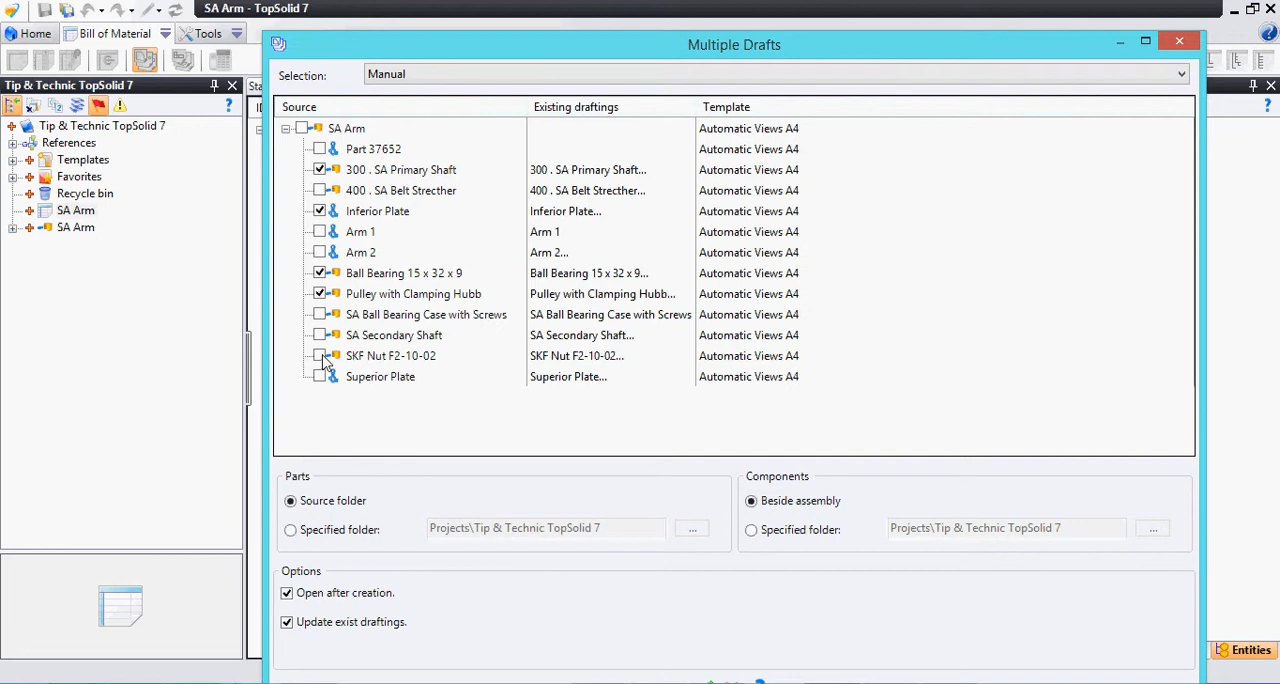 SA Arm - TopSolid 7
Home Bill of Material Tools
Multiple Drafts
Tip & Technic TopSolid 7
Sta
Selection: Manual
Source Existing draftings Template
Tip & Technic TopSolid 7
References
Templates
Favorites
Recycle bin
SA Arm
SA Arm
SA Arm Automatic Views A4
Part 37652 Automatic Views A4
300 . SA Primary Shaft 300 . SA Primary Shaft... Automatic Views A4
400 . SA Belt Strecther 400 . SA Belt Strecther... Automatic Views A4
Inferior Plate Inferior Plate... Automatic Views A4
Arm 1 Arm 1 Automatic Views A4
Arm 2 Arm 2... Automatic Views A4
Ball Bearing 15 x 32 x 9 Ball Bearing 15 x 32 x 9... Automatic Views A4
Pulley with Clamping Hubb Pulley with Clamping Hubb... Automatic Views A4
SA Ball Bearing Case with Screws SA Ball Bearing Case with Screws Automatic Views A4
SA Secondary Shaft SA Secondary Shaft... Automatic Views A4
SKF Nut F2-10-02 SKF Nut F2-10-02... Automatic Views A4
Superior Plate Superior Plate... Automatic Views A4
Parts Components
Source folder Beside assembly
Specified folder: Projects\Tip & Technic TopSolid 7 ... Specified folder: Projects\Tip & Technic TopSolid 7 ...
Options
Open after creation.
Update exist draftings.
Entities